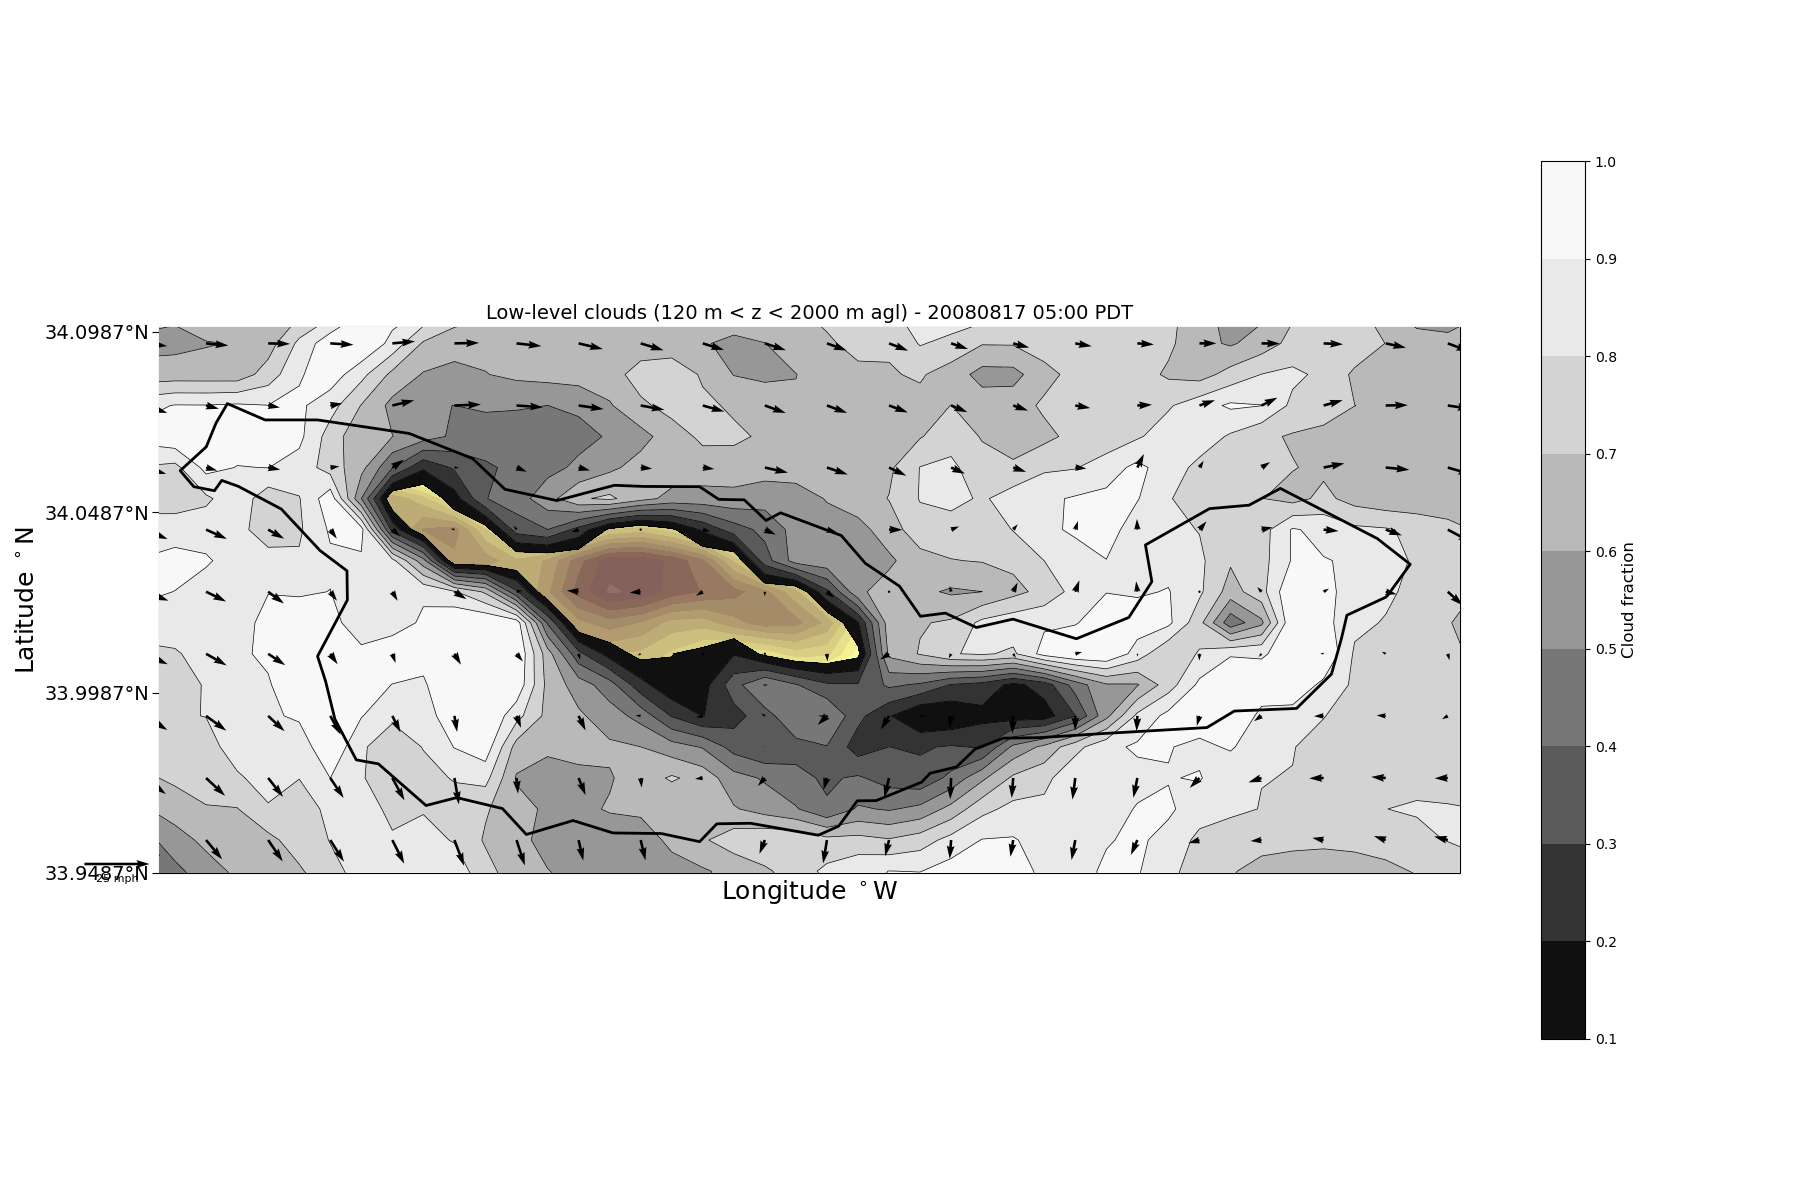 Low-level clouds (120 m < z < 2000 m agl) - 20080817 05:00 PDT
34.0987°N
34.0487°N
33.9987°N
33.9487°N
Latitude °N
Longitude °W
25 mph
1.0
0.9
0.8
0.7
0.6
0.5
0.4
0.3
0.2
0.1
Cloud fraction